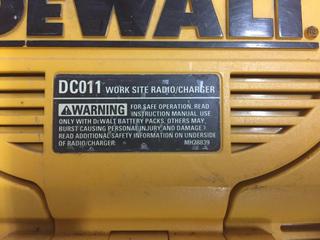 DEWALT
DC011 WORK SITE RADIO/CHARGER
WARNING FOR SAFE OPERATION, READ
INSTRUCTION MANUAL. USE
ONLY WITH DEWALT BATTERY PACKS. OTHERS MAY
BURST CAUSING PERSONAL INJURY AND DAMAGE.
READ ADDITIONAL SAFETY INFORMATION ON UNDERSIDE
OF RADIO/CHARGER. MH28839